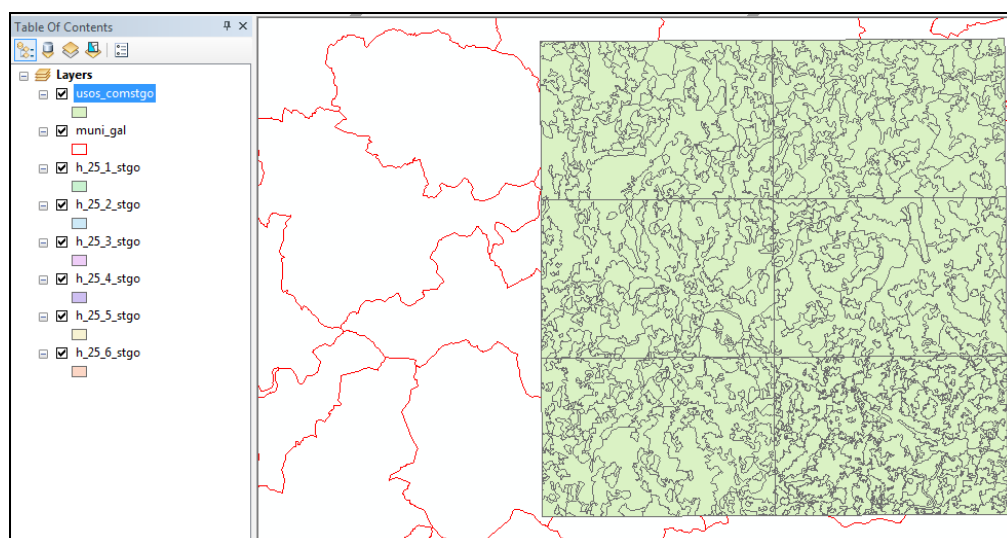 Table Of Contents
Layers
usos_comstgo
muni_gal
h_25_1_stgo
h_25_2_stgo
h_25_3_stgo
h_25_4_stgo
h_25_5_stgo
h_25_6_stgo